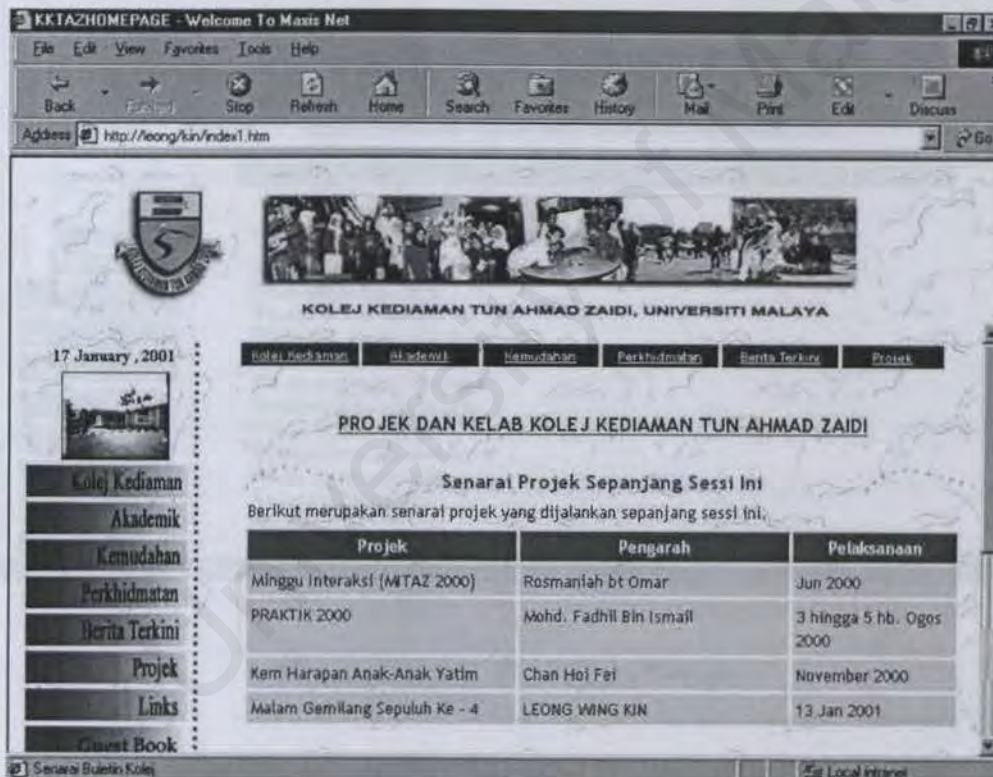 KKTAZHOMEPAGE - Welcome To Maxis Net
File Edit View Favorites Tools Help
Back Forward Stop Refresh Home Search Favorites History Mail Print Edit Discuss
Address http://leong/kin/index1.htm Go
KOLEJ KEDIAMAN TUN AHMAD ZAIDI, UNIVERSITI MALAYA
17 January ,2001
Kolej Kediaman Akademik Kemudahan Perkhidmatan Berita Terkini Projek
PROJEK DAN KELAB KOLEJ KEDIAMAN TUN AHMAD ZAIDI
Kolej Kediaman
Akademik
Kemudahan
Perkhidmatan
Berita Terkini
Projek
Links
Guest Book
Senarai Projek Sepanjang Sessi Ini
Berikut merupakan senarai projek yang dijalankan sepanjang sessi ini.
Projek Pengarah Pelaksanaan
Minggu Interaksi (MITAZ 2000) Rosmaniah bt Omar Jun 2000
PRAKTIK 2000 Mohd. Fadhil Bin Ismail 3 hingga 5 hb. Ogos
2000
Kem Harapan Anak-Anak Yatim Chan Hoi Fei November 2000
Malam Gemilang Sepuluh Ke - 4 LEONG WING KIN 13 Jan 2001
Senarai Buletin Kolej Local intranet
University of Mala